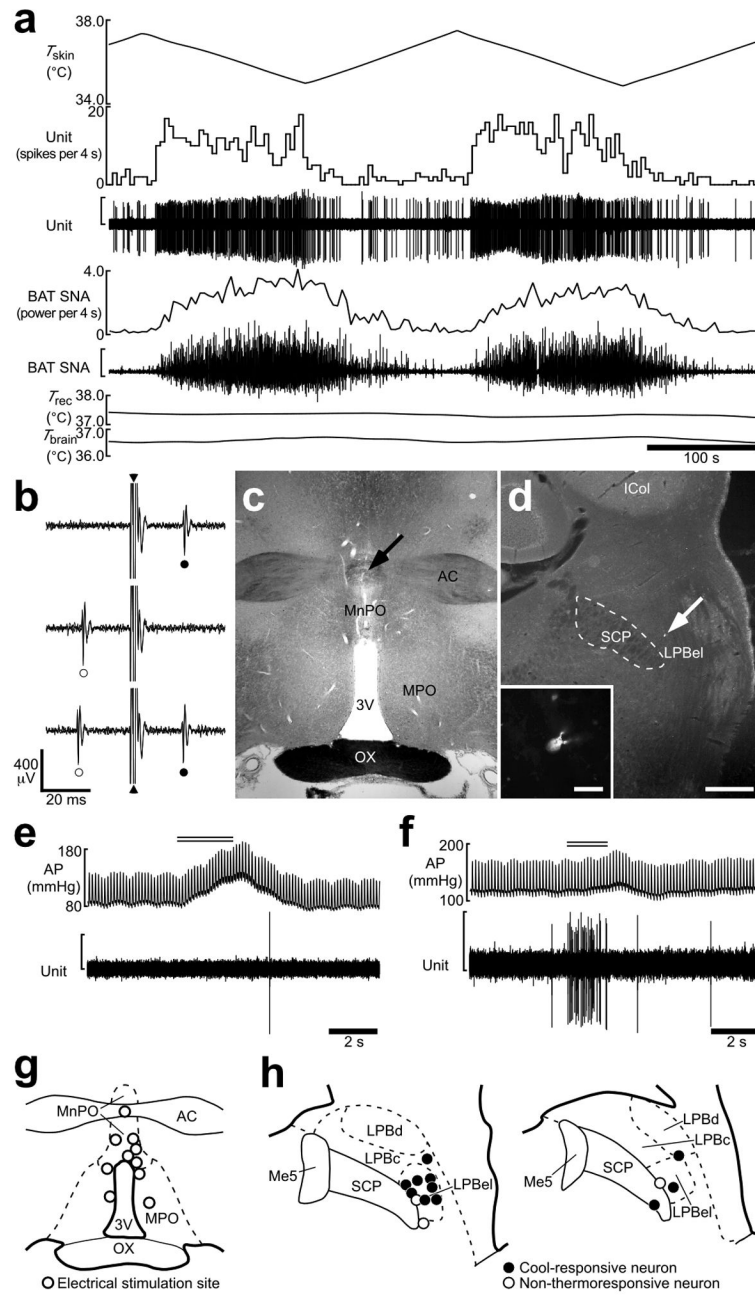 a
38.0
Tskin
(°C)
34.0
20
Unit
(spikes per 4 s)
0
Unit
4.0
BAT SNA
(power per 4 s)
0
BAT SNA
Trec 38.0
(°C) 37.0
Tbrain 37.0
(°C) 36.0
100 s
b
400
µV
20 ms
c
AC
MnPO
MPO
3V
OX
d
ICol
SCP
LPBel
e
180
AP
(mmHg)
80
Unit
2 s
f
200
AP
(mmHg)
100
Unit
2 s
g
MnPO
AC
MPO
3V
OX
Electrical stimulation site
h
LPBd
LPBc
Me5
SCP
LPBel
LPBd
LPBc
SCP
Me5
LPBel
Cool-responsive neuron
Non-thermoresponsive neuron